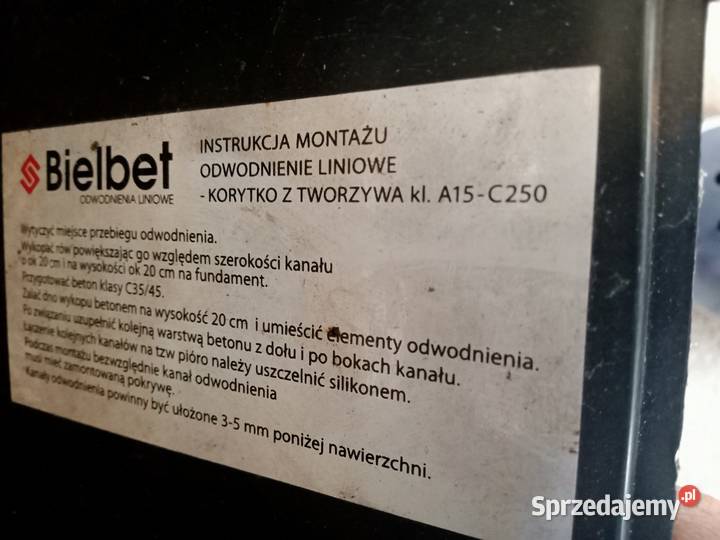 Bielbet
ODWODNIENIA LINIOWE
INSTRUKCJA MONTAŻU
ODWODNIENIE LINIOWE
- KORYTKO Z TWORZYWA kl. A15-C250
Wytyczyć miejsce przebiegu odwodnienia.
Wykopać rów powiększając go względem szerokości kanału
o ok 20 cm i na wysokości ok 20 cm na fundament.
Przygotować beton klasy C35/45.
Zalać dno wykopu betonem na wysokość 20 cm i umieścić elementy odwodnienia.
Po związaniu uzupełnić kolejną warstwą betonu z dołu i po bokach kanału.
Łączenie kolejnych kanałów na tzw pióro należy uszczelnić silikonem.
Podczas montażu bezwzględnie kanał odwodnienia
musi mieć zamontowaną pokrywę.
Kanały odwodnienia powinny być ułożone 3-5 mm poniżej nawierzchni.
Sprzedajemy.pl